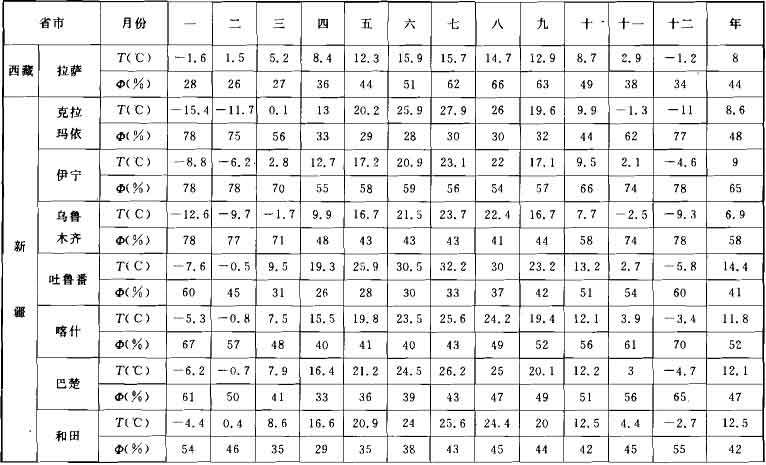 省市 月份 一 二 三 四 五 六 七 八 九 十 十一 十二 年
西藏 拉萨 T(℃) −1.6 1.5 5.2 8.4 12.3 15.9 15.7 14.7 12.9 8.7 2.9 −1.2 8
Φ(%) 28 26 27 36 44 51 62 66 63 49 38 34 44
新疆 克拉玛依 T(℃) −15.4 −11.7 0.1 13 20.2 25.9 27.9 26 19.6 9.9 −1.3 −11 8.6
Φ(%) 78 75 56 33 29 28 30 30 32 44 62 77 48
伊宁 T(℃) −8.8 −6.2 2.8 12.7 17.2 20.9 23.1 22 17.1 9.5 2.1 −4.6 9
Φ(%) 78 78 70 55 58 59 56 54 57 66 74 78 65
乌鲁木齐 T(℃) −12.6 −9.7 −1.7 9.9 16.7 21.5 23.7 22.4 16.7 7.7 −2.5 −9.3 6.9
Φ(%) 78 77 71 48 43 43 43 41 44 58 74 78 58
吐鲁番 T(℃) −7.6 −0.5 9.5 19.3 25.9 30.5 32.2 30 23.2 13.2 2.7 −5.8 14.4
Φ(%) 60 45 31 26 28 30 33 37 42 51 54 60 41
喀什 T(℃) −5.3 −0.8 7.5 15.5 19.8 23.5 25.6 24.2 19.4 12.1 3.9 −3.4 11.8
Φ(%) 67 57 48 40 41 40 43 49 52 56 61 70 52
巴楚 T(℃) −6.2 −0.7 7.9 16.4 21.2 24.5 26.2 25 20.1 12.2 3 −4.7 12.1
Φ(%) 61 50 41 33 36 39 43 47 49 51 56 65 47
和田 T(℃) −4.4 0.4 8.6 16.6 20.9 24 25.6 24.4 20 12.5 4.4 −2.7 12.5
Φ(%) 54 46 35 29 35 38 43 45 44 42 45 55 42